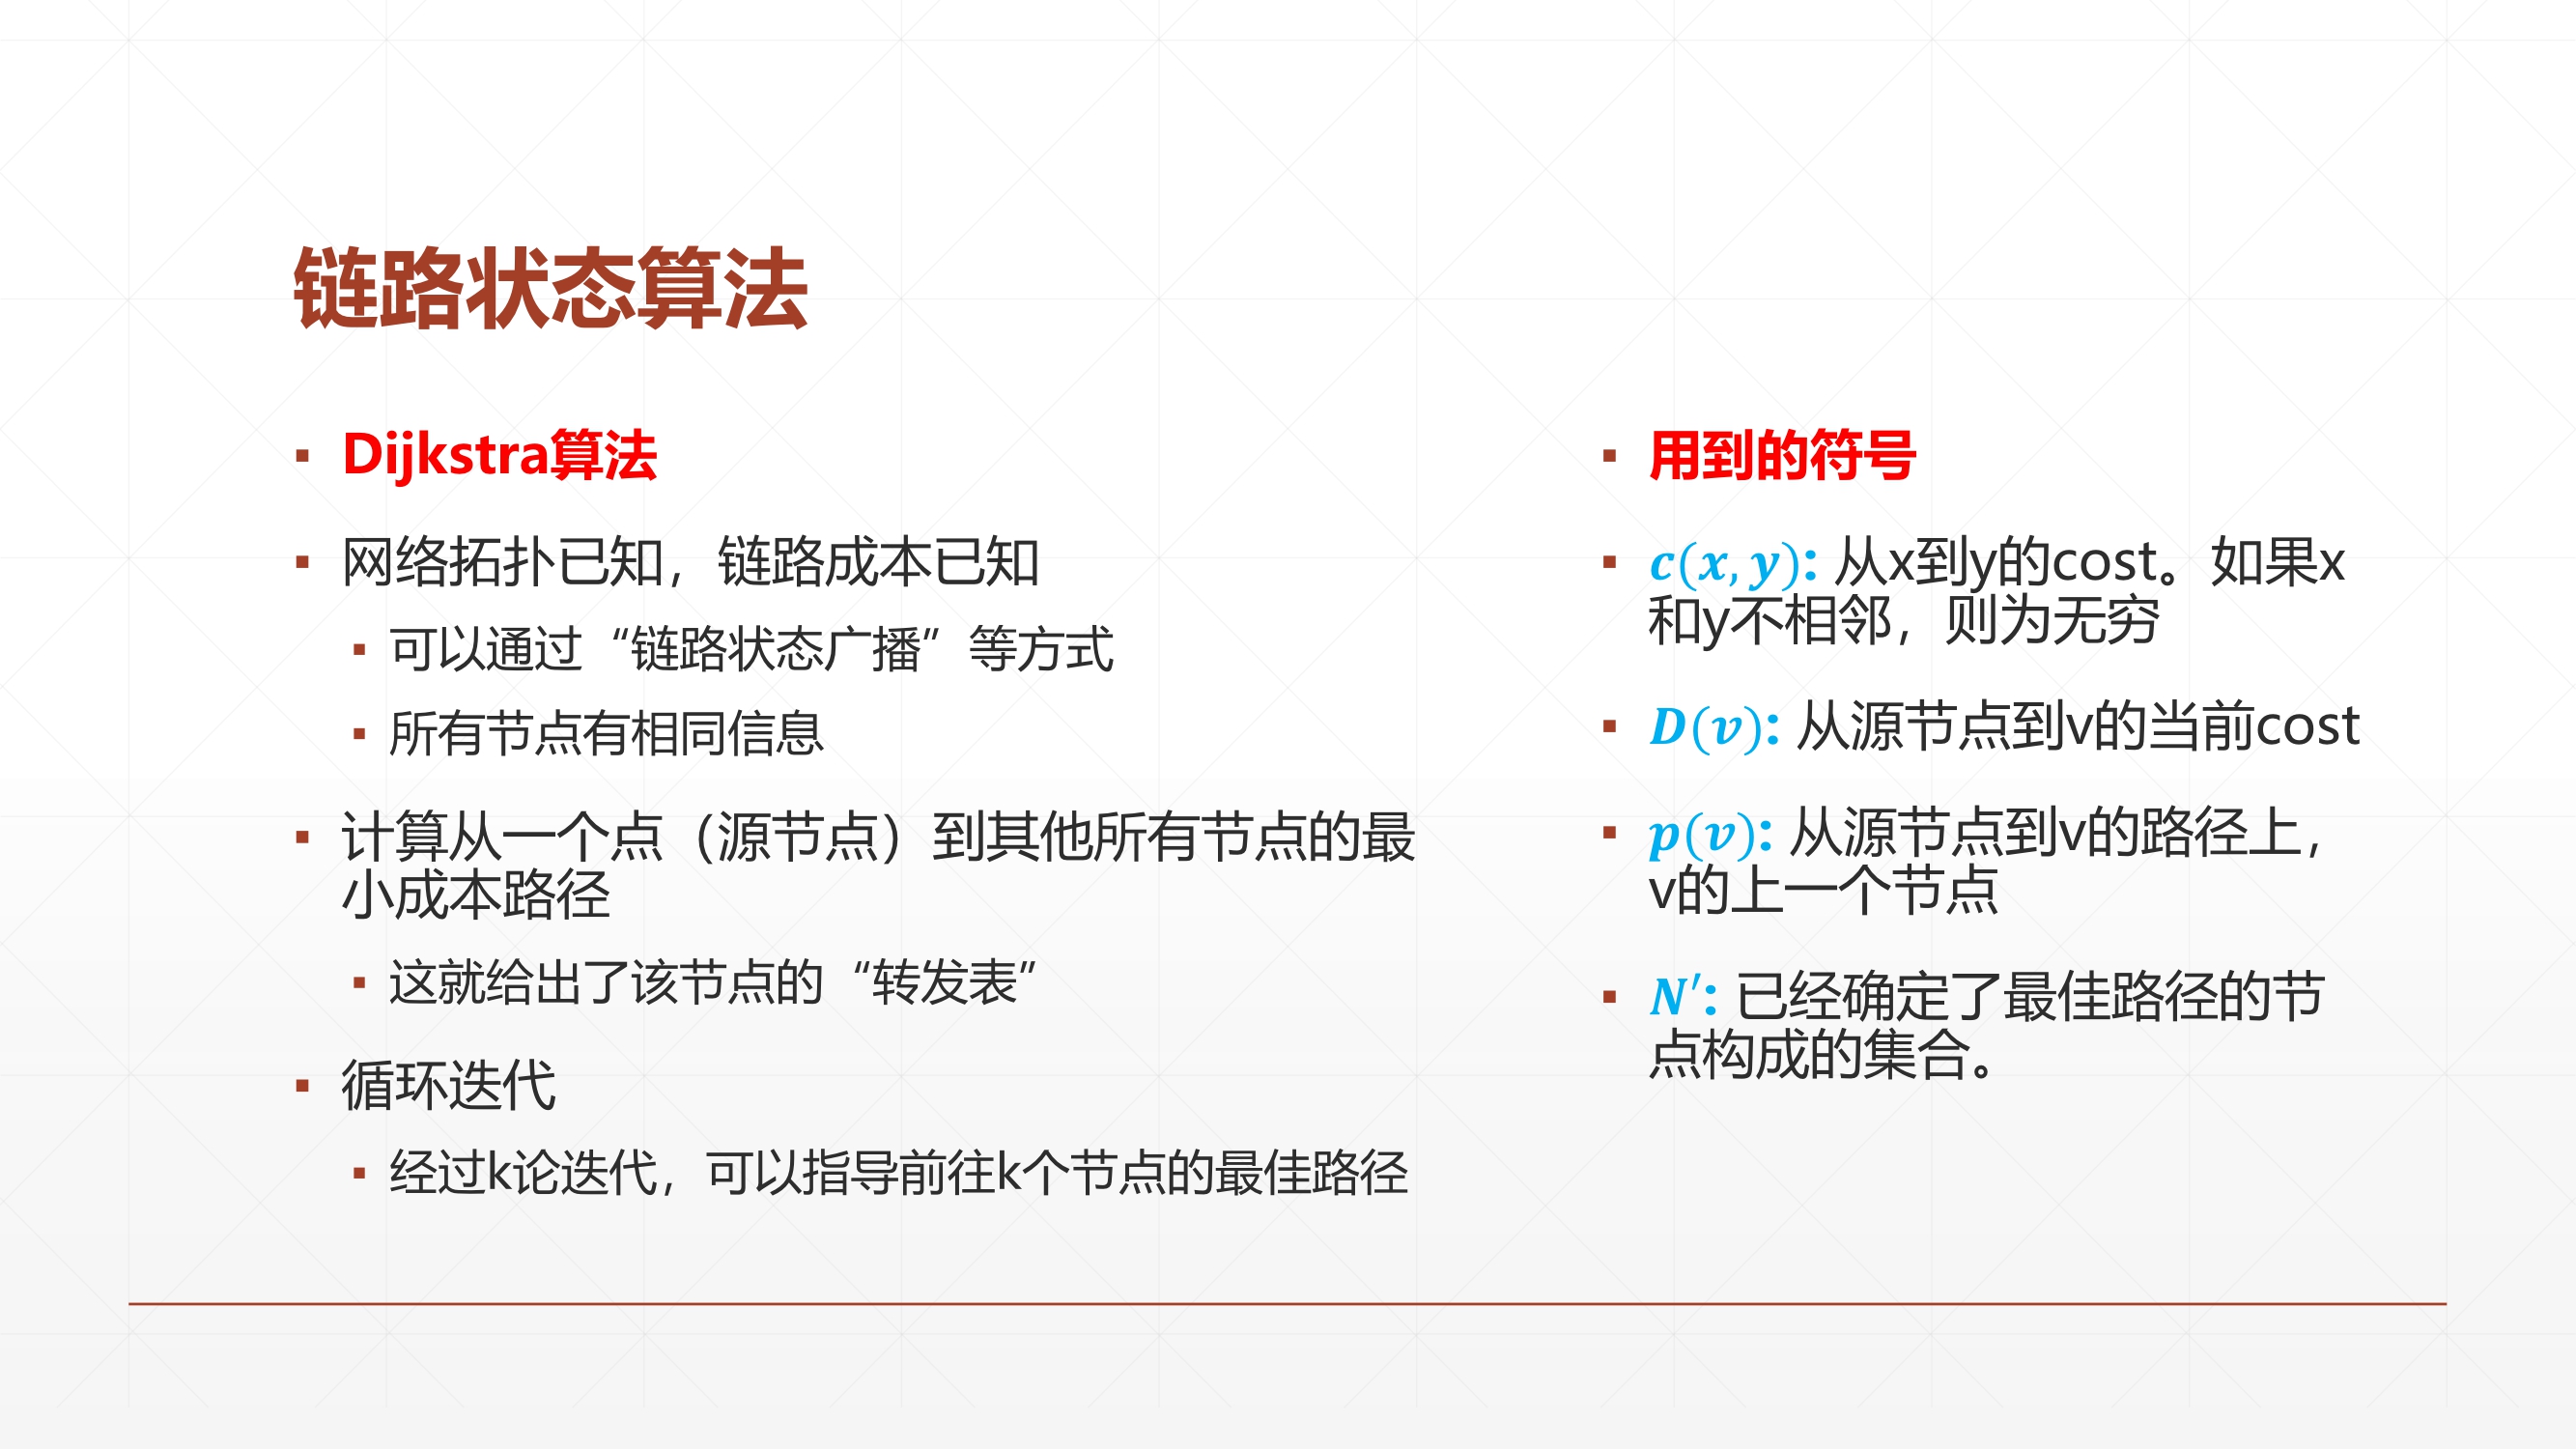 链路状态算法
▪ Dijkstra算法
▪ 网络拓扑已知，链路成本已知
▪ 可以通过“链路状态广播”等方式
▪ 所有节点有相同信息
▪ 计算从一个点（源节点）到其他所有节点的最
小成本路径
▪ 这就给出了该节点的“转发表”
▪ 循环迭代
▪ 经过k论迭代，可以指导前往k个节点的最佳路径
▪ 用到的符号
▪ c(x, y): 从x到y的cost。如果x
和y不相邻，则为无穷
▪ D(v): 从源节点到v的当前cost
▪ p(v): 从源节点到v的路径上，
v的上一个节点
▪ N′: 已经确定了最佳路径的节
点构成的集合。